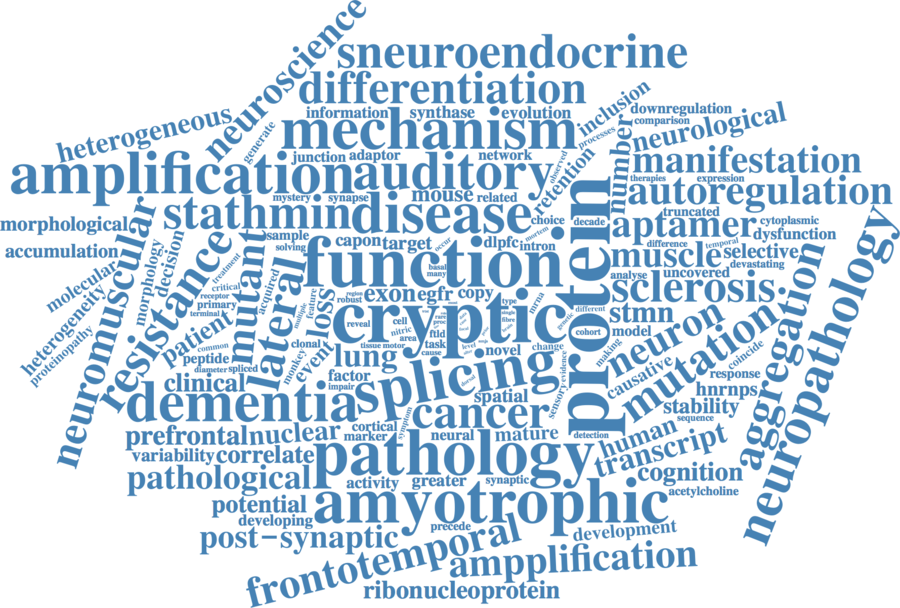 neuroscience
sneuroendocrine
differentiation
information synthase evolution
inclusion
downregulation
comparison
heterogeneous
generate
mechanism
processes
number
neurological
junction adaptor network
observed
retention
manifestation
amplification auditory
therapies expression
autoregulation
mystery synapse mouse related
stathmin disease
choice decade
truncated
aptamer cytoplasmic
dysfunction
morphological
accumulation
sample
solving
capon target occur dlpfc mortem intron
difference temporal
muscle selective
devastating
molecular
morphology
decision
treatment
mutant
acquired
lateral
function
basal
many
protein
analyse uncovered
sclerosis
heterogeneity
proteinopathy
neuromuscular
resistance
critical
receptor
primary
terminal
multiple
feature
loss
region
robust
exon egfr copy
type
single
fibre
mrna
genetic
different
stmn
fibre model
patient
reveal
cell
nitric
area
rare
proc
ftld
task
cryptic
cohort
neuron
mutation
coincide
aggregation
neuropathology
common
peptide
diameter spliced
clonal
event
tissue motor
cause
level
novel
change
making
causative
response
clinical
monkey
lung
factor
impair
splicing
spatial
evidence
sensory
hnrnps
stability
sequence
dementia
symptom
cancer
cortical
marker
neural mature
detection
human
transcript
prefrontal nuclear
variability correlate
pathology
cognition
acetylcholine
pathological
activity greater synaptic
potential
developing
amyotrophic
post-synaptic
precede
development
frontotemporal
ampplification
ribonucleoprotein